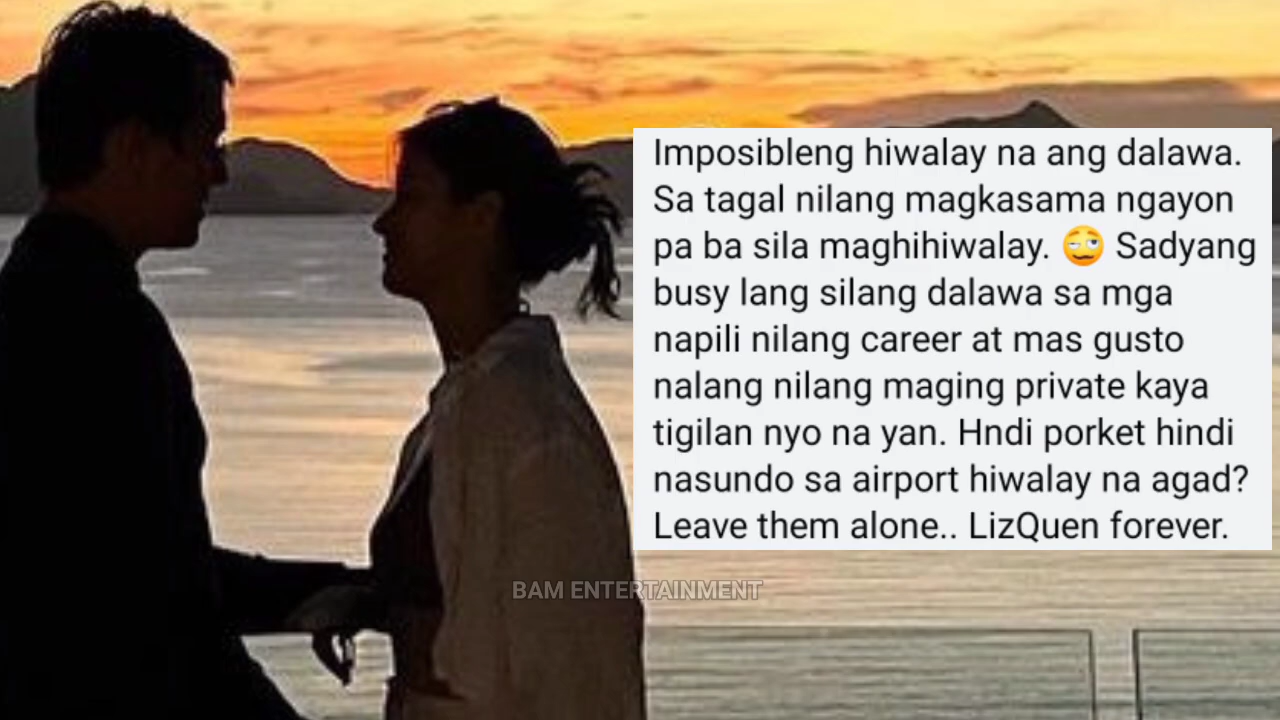 Imposibleng hiwalay na ang dalawa.
Sa tagal nilang magkasama ngayon
pa ba sila maghihiwalay. 🥴 Sadyang
busy lang silang dalawa sa mga
napili nilang career at mas gusto
nalang nilang maging private kaya
tigilan nyo na yan. Hndi porket hindi
nasundo sa airport hiwalay na agad?
Leave them alone.. LizQuen forever.
BAM ENTERTAINMENT